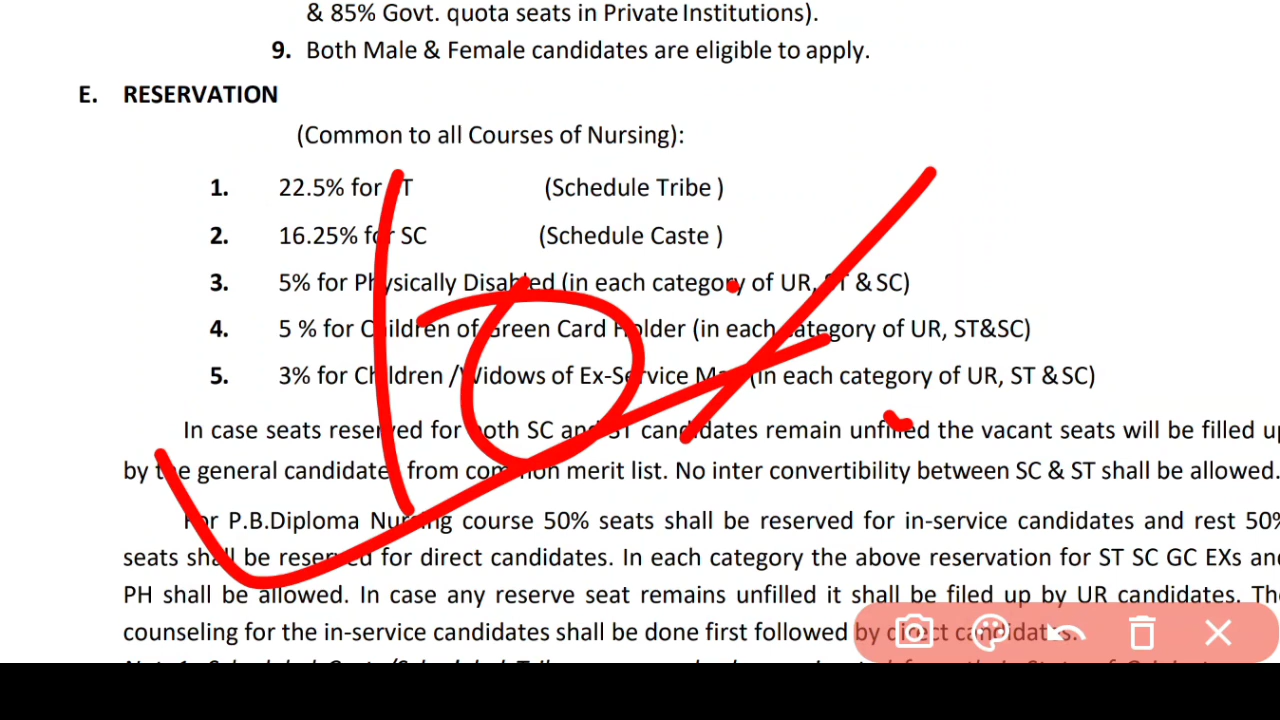 & 85% Govt. quota seats in Private Institutions).
9. Both Male & Female candidates are eligible to apply.
E. RESERVATION
(Common to all Courses of Nursing):
1. 22.5% for ST (Schedule Tribe )
2. 16.25% for SC (Schedule Caste )
3. 5% for Physically Disabled (in each category of UR, ST & SC)
4. 5 % for Children of Green Card Holder (in each category of UR, ST&SC)
5. 3% for Children /Widows of Ex-Service Man (in each category of UR, ST & SC)
In case seats reserved for both SC and ST candidates remain unfilled the vacant seats will be filled up
by the general candidates from common merit list. No inter convertibility between SC & ST shall be allowed.
For P.B.Diploma Nursing course 50% seats shall be reserved for in-service candidates and rest 50%
seats shall be reserved for direct candidates. In each category the above reservation for ST SC GC EXs and
PH shall be allowed. In case any reserve seat remains unfilled it shall be filed up by UR candidates. The
counseling for the in-service candidates shall be done first followed by direct candidates.